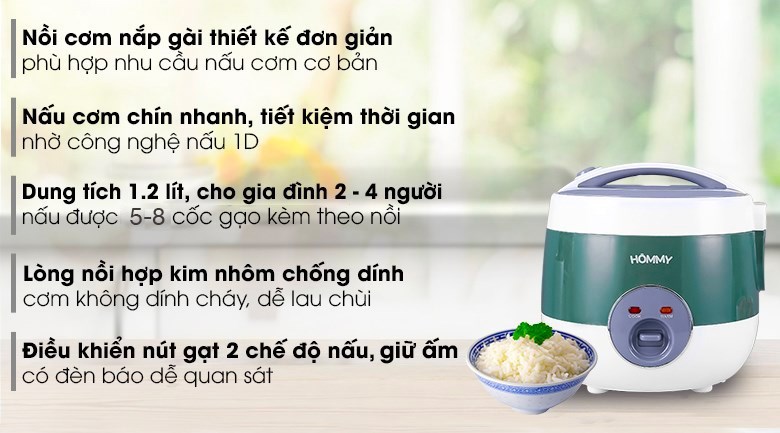 Nồi cơm nắp gài thiết kế đơn giản
phù hợp nhu cầu nấu cơm cơ bản
Nấu cơm chín nhanh, tiết kiệm thời gian
nhờ công nghệ nấu 1D
Dung tích 1.2 lít, cho gia đình 2 - 4 người
nấu được 5-8 cốc gạo kèm theo nồi
Lòng nồi hợp kim nhôm chống dính
cơm không dính cháy, dễ lau chùi
Điều khiển nút gạt 2 chế độ nấu, giữ ấm
có đèn báo dễ quan sát
HOMMY